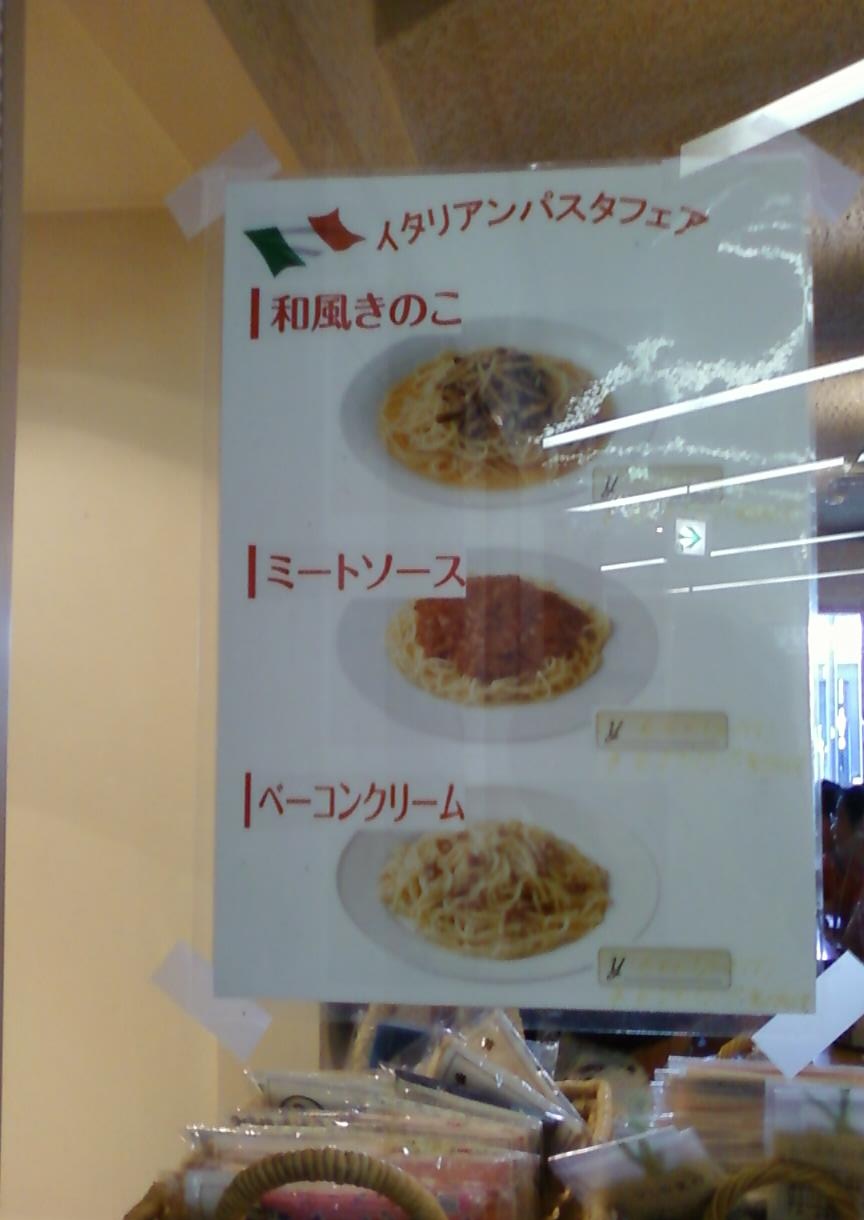 イタリアンパスタフェア
和風きのこ
ミートソース
ベーコンクリーム